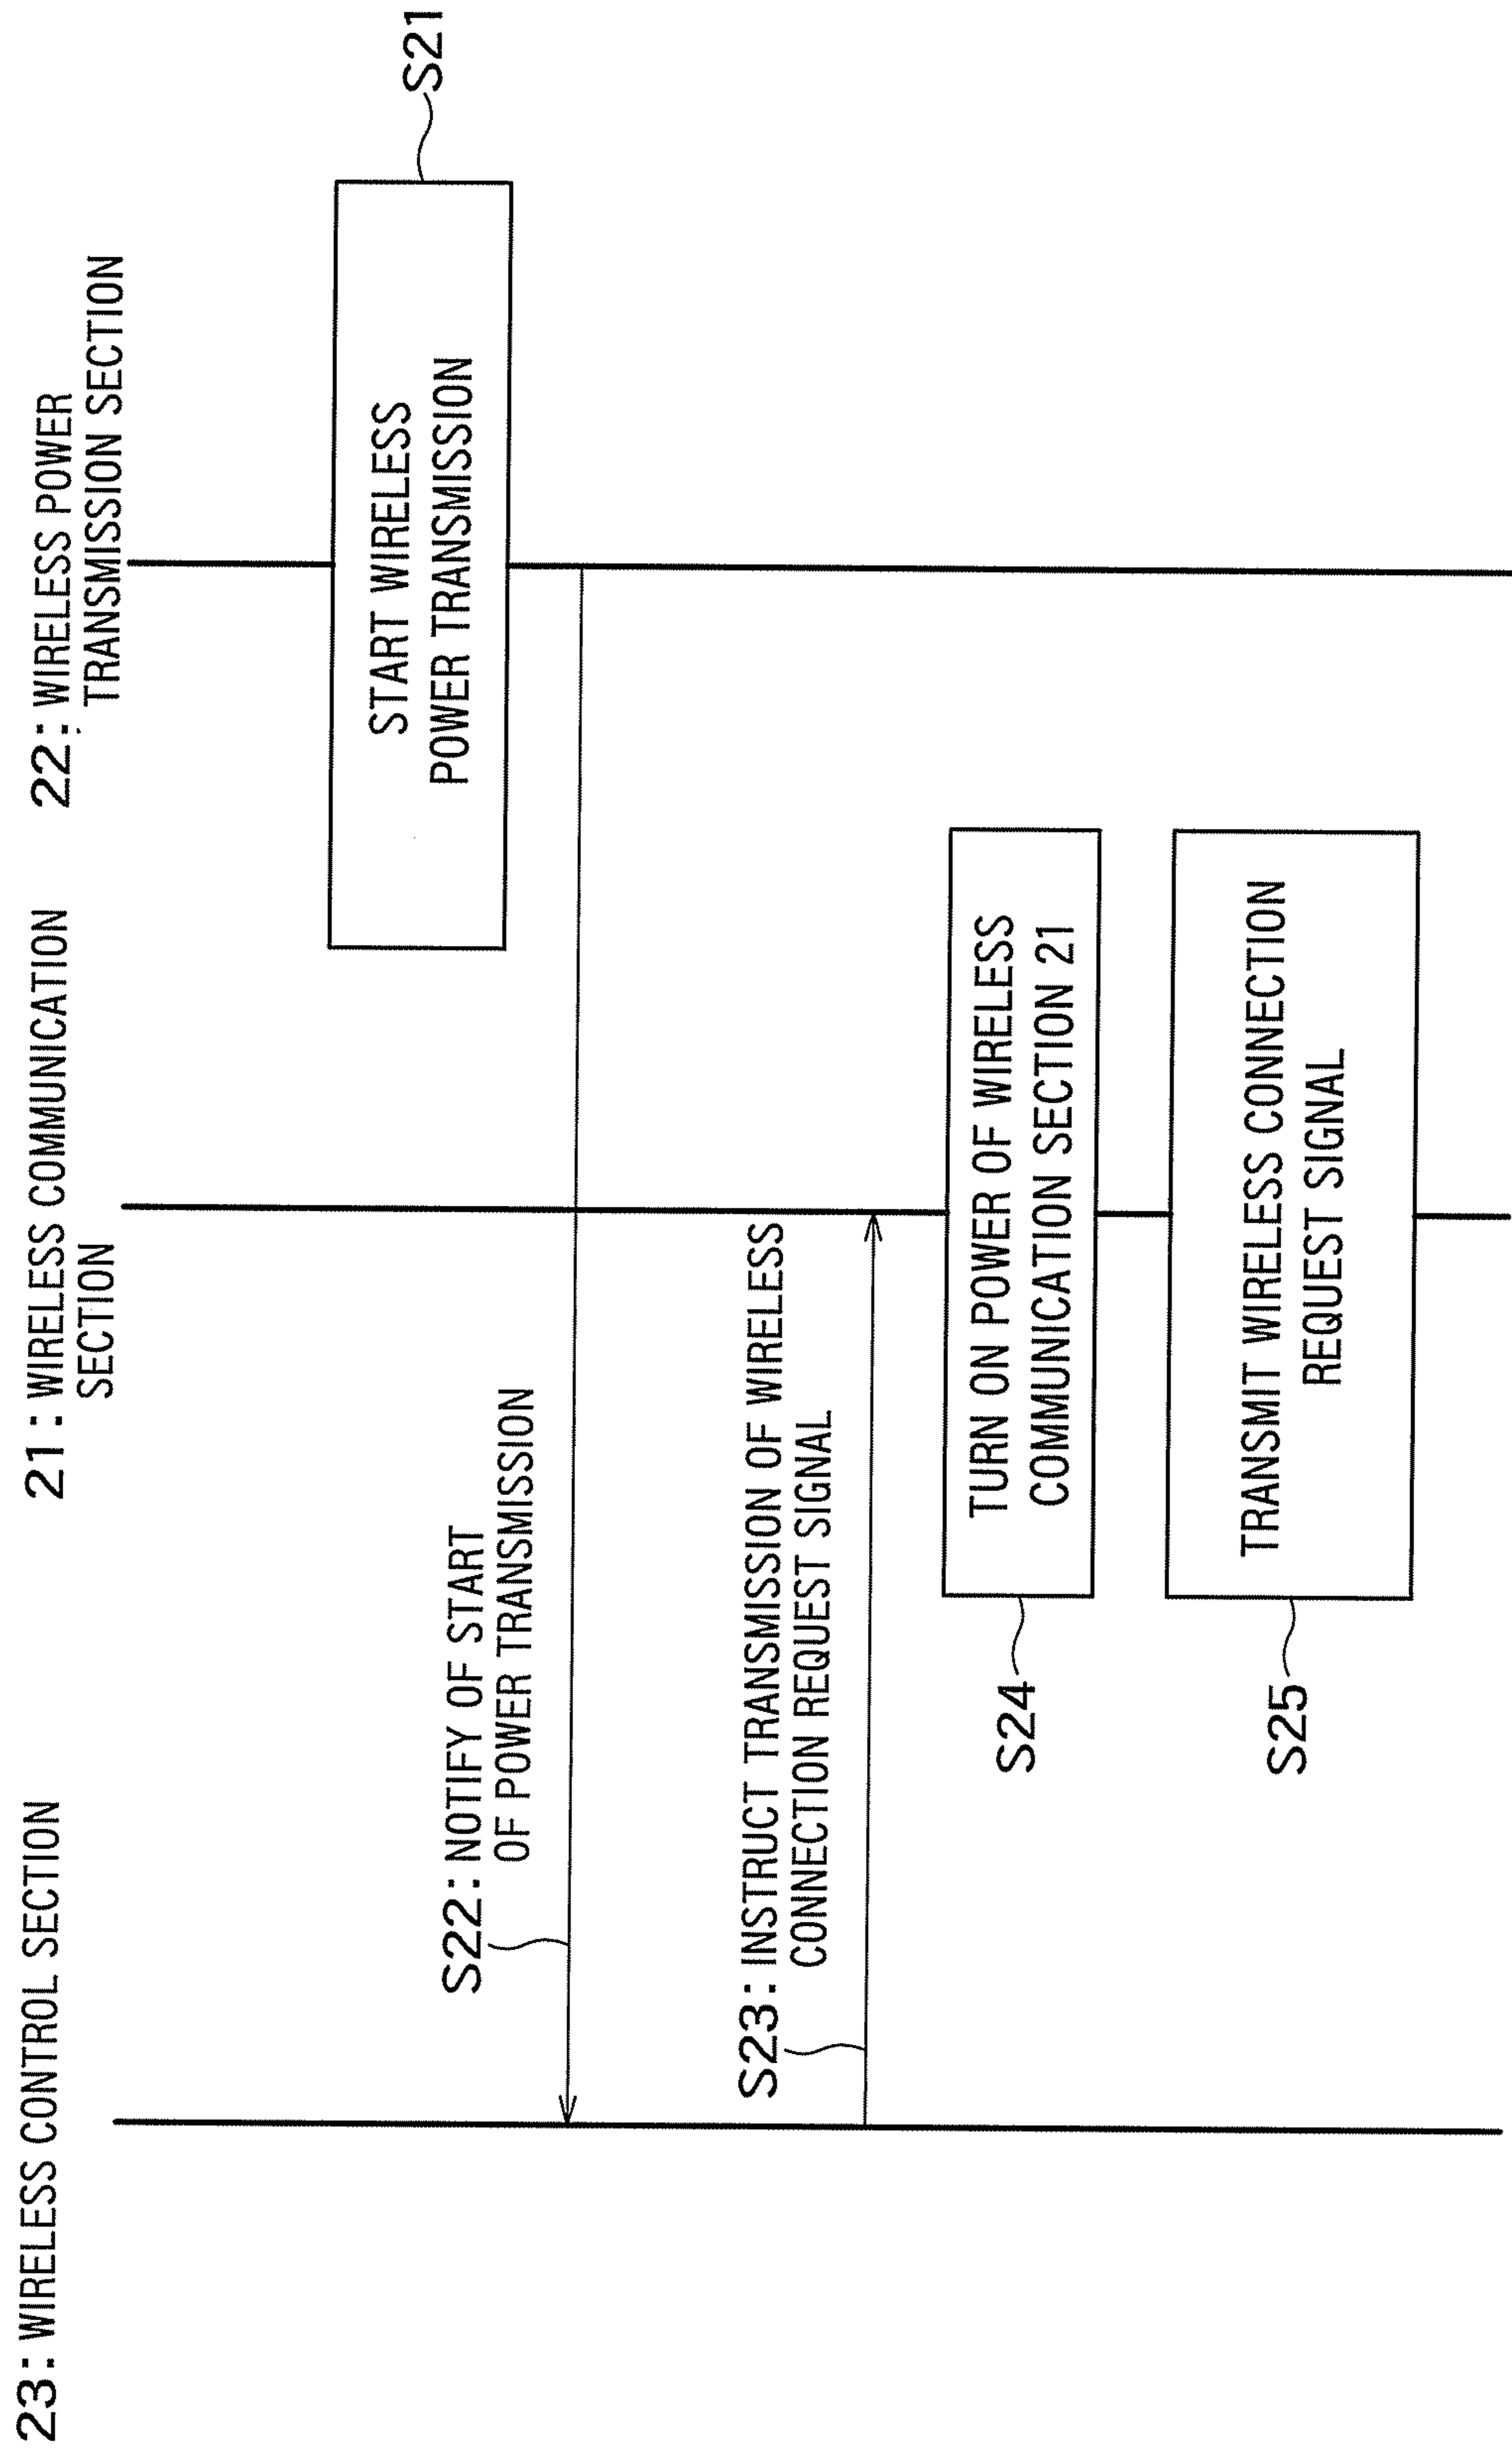 23: WIRELESS CONTROL SECTION
21: WIRELESS COMMUNICATION
SECTION
22: WIRELESS POWER
TRANSMISSION SECTION
START WIRELESS
POWER TRANSMISSION
S21
S22: NOTIFY OF START
OF POWER TRANSMISSION
S23: INSTRUCT TRANSMISSION OF WIRELESS
CONNECTION REQUEST SIGNAL
S24
TURN ON POWER OF WIRELESS
COMMUNICATION SECTION 21
S25
TRANSMIT WIRELESS CONNECTION
REQUEST SIGNAL